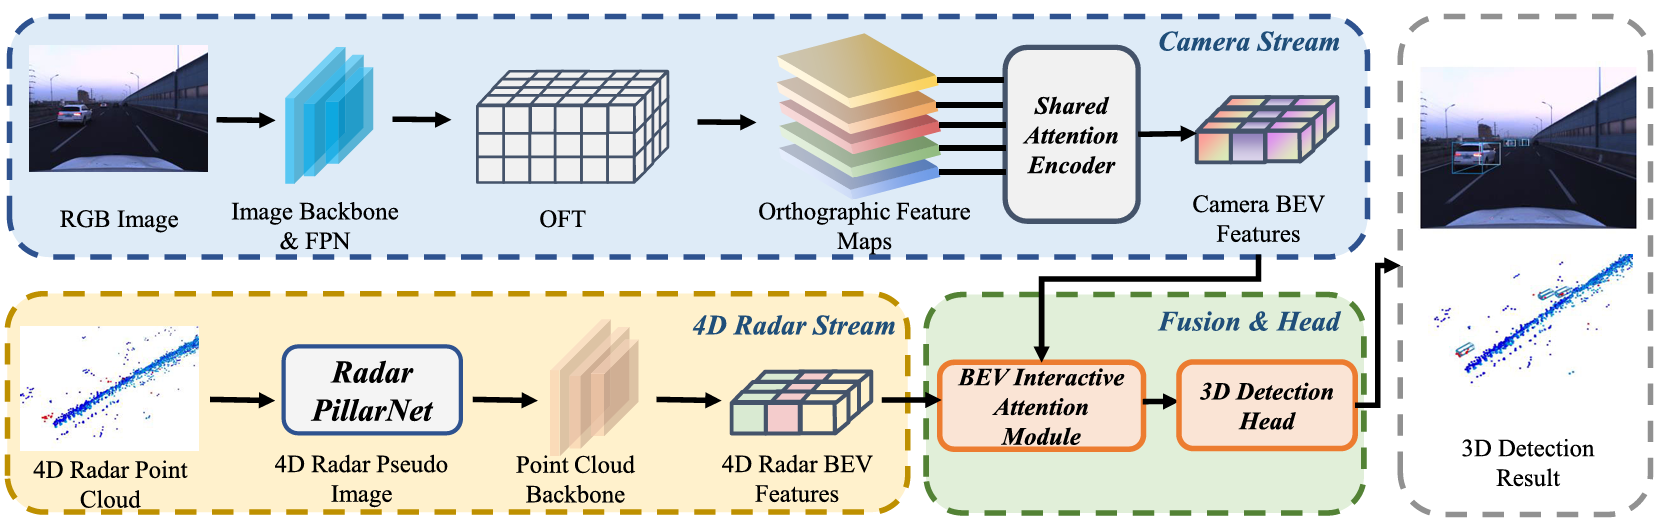 Camera Stream
Shared
Attention
Encoder
RGB Image
Image Backbone
& FPN
OFT
Orthographic Feature
Maps
Camera BEV
Features
4D Radar Stream
Radar
PillarNet
4D Radar Point
Cloud
4D Radar Pseudo
Image
Point Cloud
Backbone
4D Radar BEV
Features
Fusion & Head
BEV Interactive
Attention
Module
3D Detection
Head
3D Detection
Result